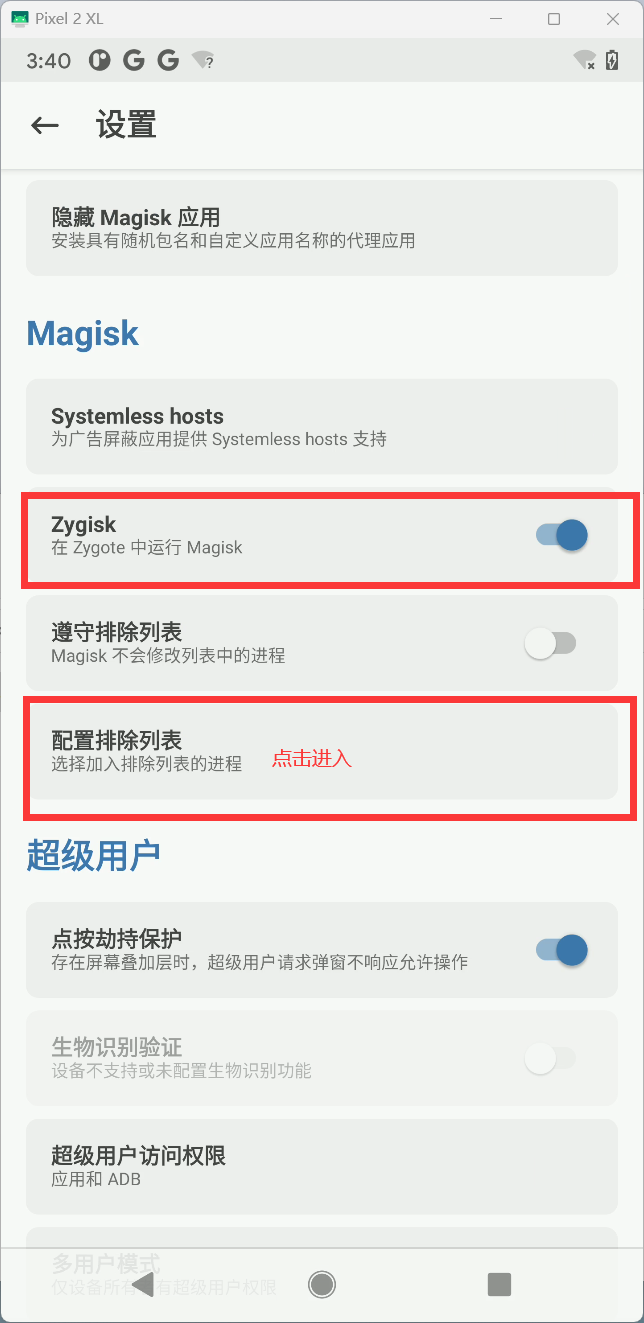 Pixel 2 XL
3:40
设置
隐藏 Magisk 应用
安装具有随机包名和自定义应用名称的代理应用
Magisk
Systemless hosts
为广告屏蔽应用提供 Systemless hosts 支持
Zygisk
在 Zygote 中运行 Magisk
遵守排除列表
Magisk 不会修改列表中的进程
配置排除列表
选择加入排除列表的进程
点击进入
超级用户
点按劫持保护
存在屏幕叠加层时，超级用户请求弹窗不响应允许操作
生物识别验证
设备不支持或未配置生物识别功能
超级用户访问权限
应用和 ADB
多用户模式
仅设备所有者有超级用户权限